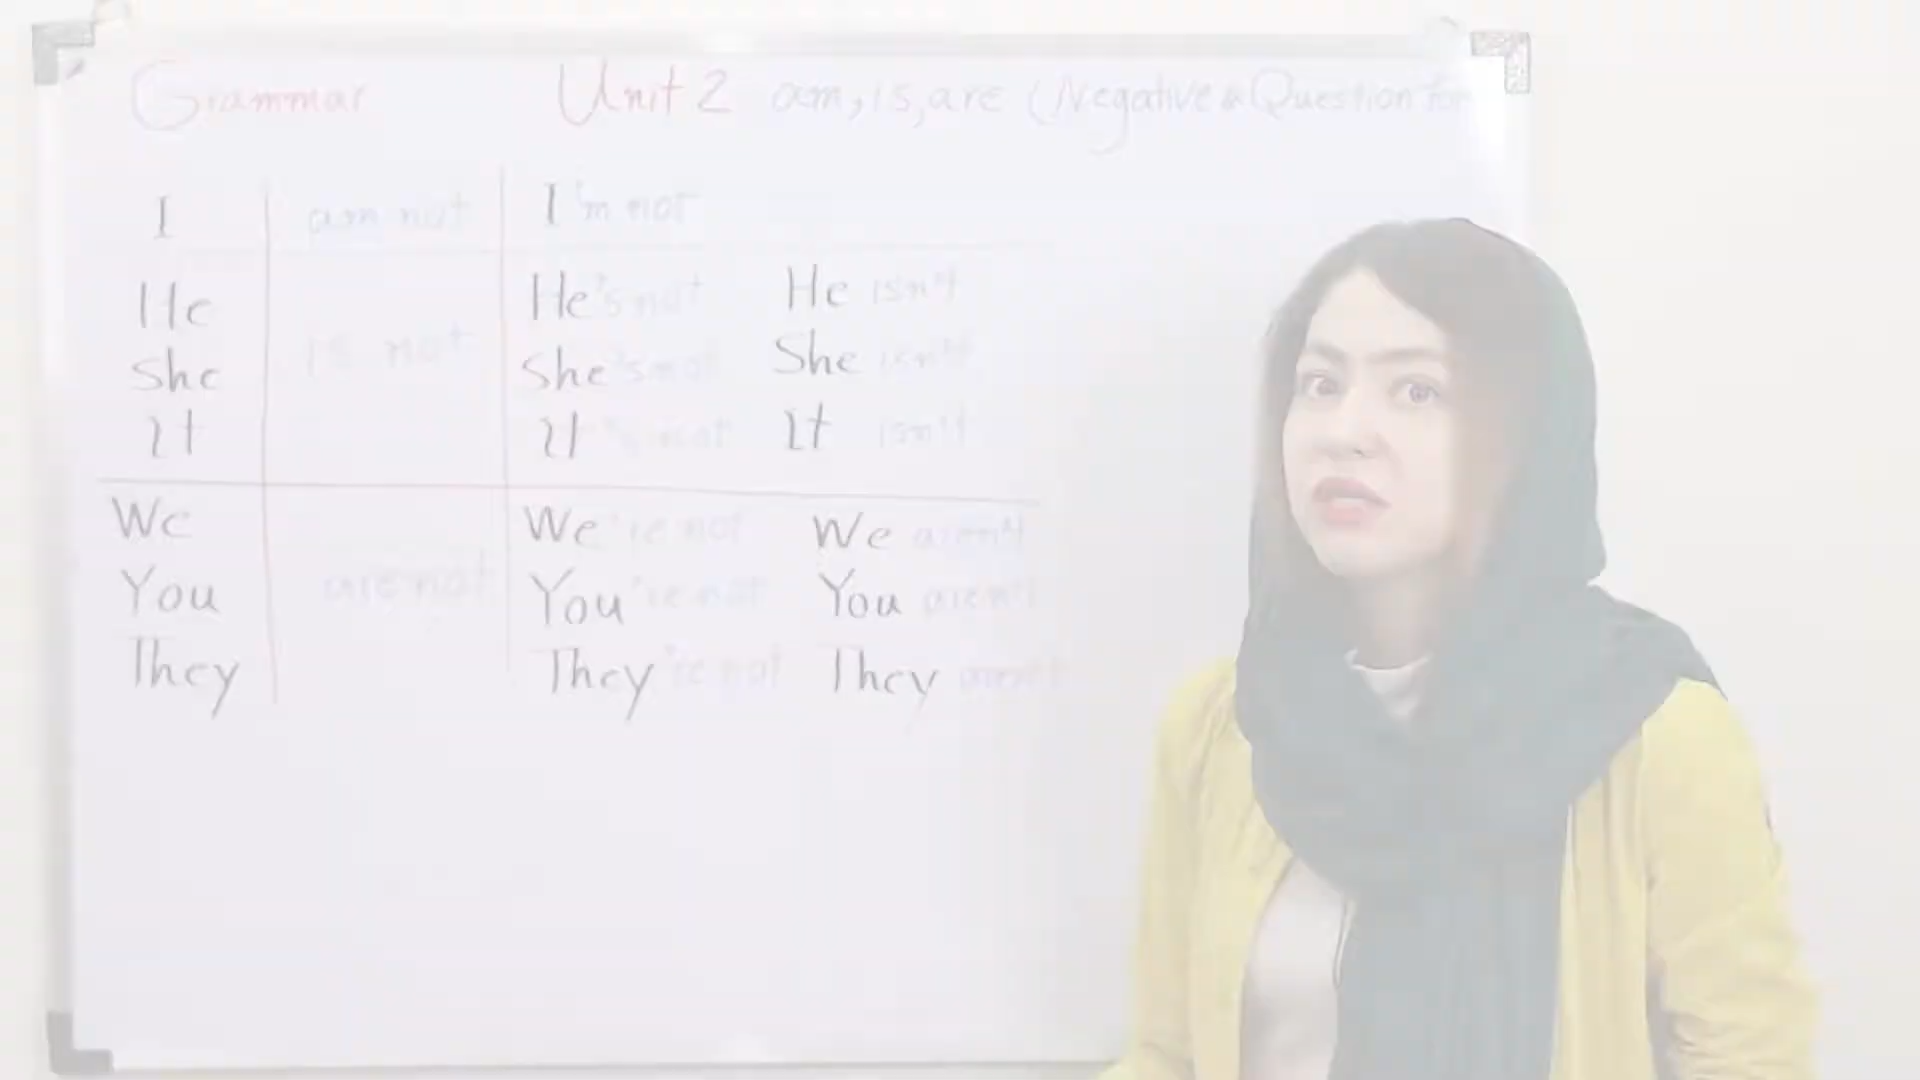 Grammar Unit 2 am, is, are (Negative & Question for
I am not I'm not
He He's not He isn't
She is not She's not She isn't
It It's not It isn't
We We're not We aren't
You are not You're not You aren't
They They're not They aren't